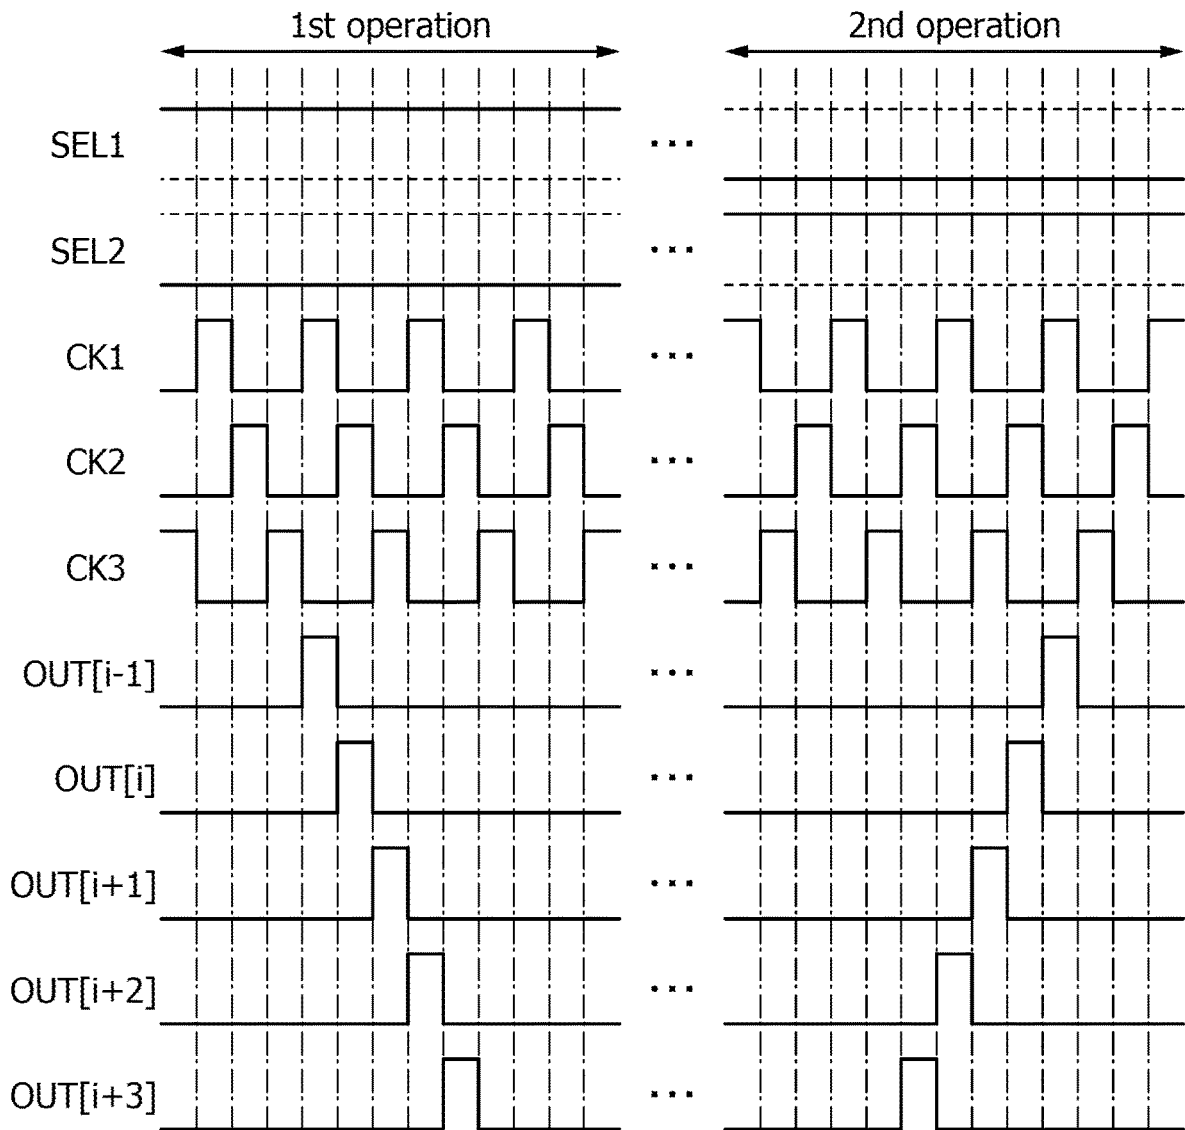 1st operation
2nd operation
SEL1
SEL2
CK1
CK2
CK3
OUT[i-1]
OUT[i]
OUT[i+1]
OUT[i+2]
OUT[i+3]